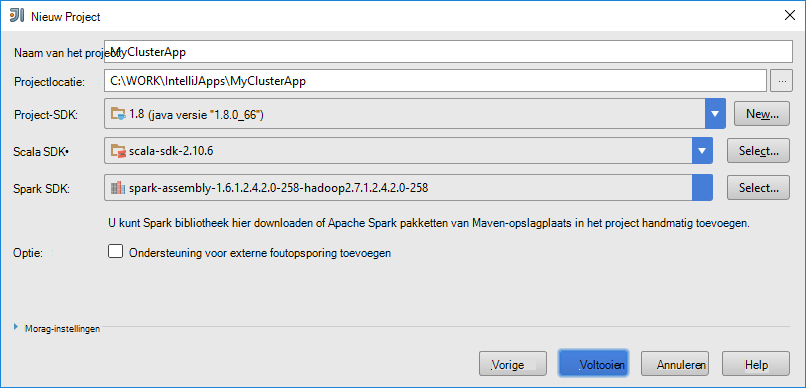 Nieuw Project
Naam van het project: MyClusterApp
Projectlocatie: C:\WORK\IntelliJApps\MyClusterApp ...
Project-SDK: 1.8 (java versie "1.8.0_66") New...
Scala SDK• scala-sdk-2.10.6 Select...
Spark SDK: spark-assembly-1.6.1.2.4.2.0-258-hadoop2.7.1.2.4.2.0-258 Select...
U kunt Spark bibliotheek hier downloaden of Apache Spark pakketten van Maven-opslagplaats in het project handmatig toevoegen.
Optie: Ondersteuning voor externe foutopsporing toevoegen
Morag-instellingen
Vorige Voltooien Annuleren Help